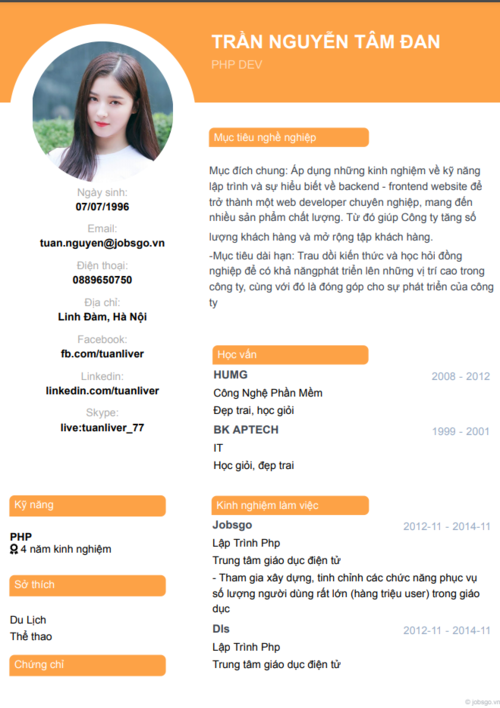 TRẦN NGUYỄN TÂM ĐAN
PHP DEV
Ngày sinh:
07/07/1996
Email:
tuan.nguyen@jobsgo.vn
Điện thoại:
0889650750
Địa chỉ:
Linh Đàm, Hà Nội
Facebook:
fb.com/tuanliver
Linkedin:
linkedin.com/tuanliver
Skype:
live:tuanliver_77
Kỹ năng
PHP
4 năm kinh nghiệm
Sở thích
Du Lịch
Thể thao
Chứng chỉ
Mục tiêu nghề nghiệp
Mục đích chung: Áp dụng những kinh nghiệm về kỹ năng
lập trình và sự hiểu biết về backend - frontend website để
trở thành một web developer chuyên nghiệp, mang đến
nhiều sản phẩm chất lượng. Từ đó giúp Công ty tăng số
lượng khách hàng và mở rộng tập khách hàng.
-Mục tiêu dài hạn: Trau dồi kiến thức và học hỏi đồng
nghiệp để có khả năngphát triển lên những vị trí cao trong
công ty, cùng với đó là đóng góp cho sự phát triển của công
ty
Học vấn
HUMG 2008 - 2012
Công Nghệ Phần Mềm
Đẹp trai, học giỏi
BK APTECH 1999 - 2001
IT
Học giỏi, đẹp trai
Kinh nghiệm làm việc
Jobsgo 2012-11 - 2014-11
Lập Trình Php
Trung tâm giáo dục điện tử
- Tham gia xây dựng, tinh chỉnh các chức năng phục vụ
số lượng người dùng rất lớn (hàng triệu user) trong giáo
dục
Dls 2012-11 - 2014-11
Lập Trình Php
Trung tâm giáo dục điện tử
© jobsgo.vn